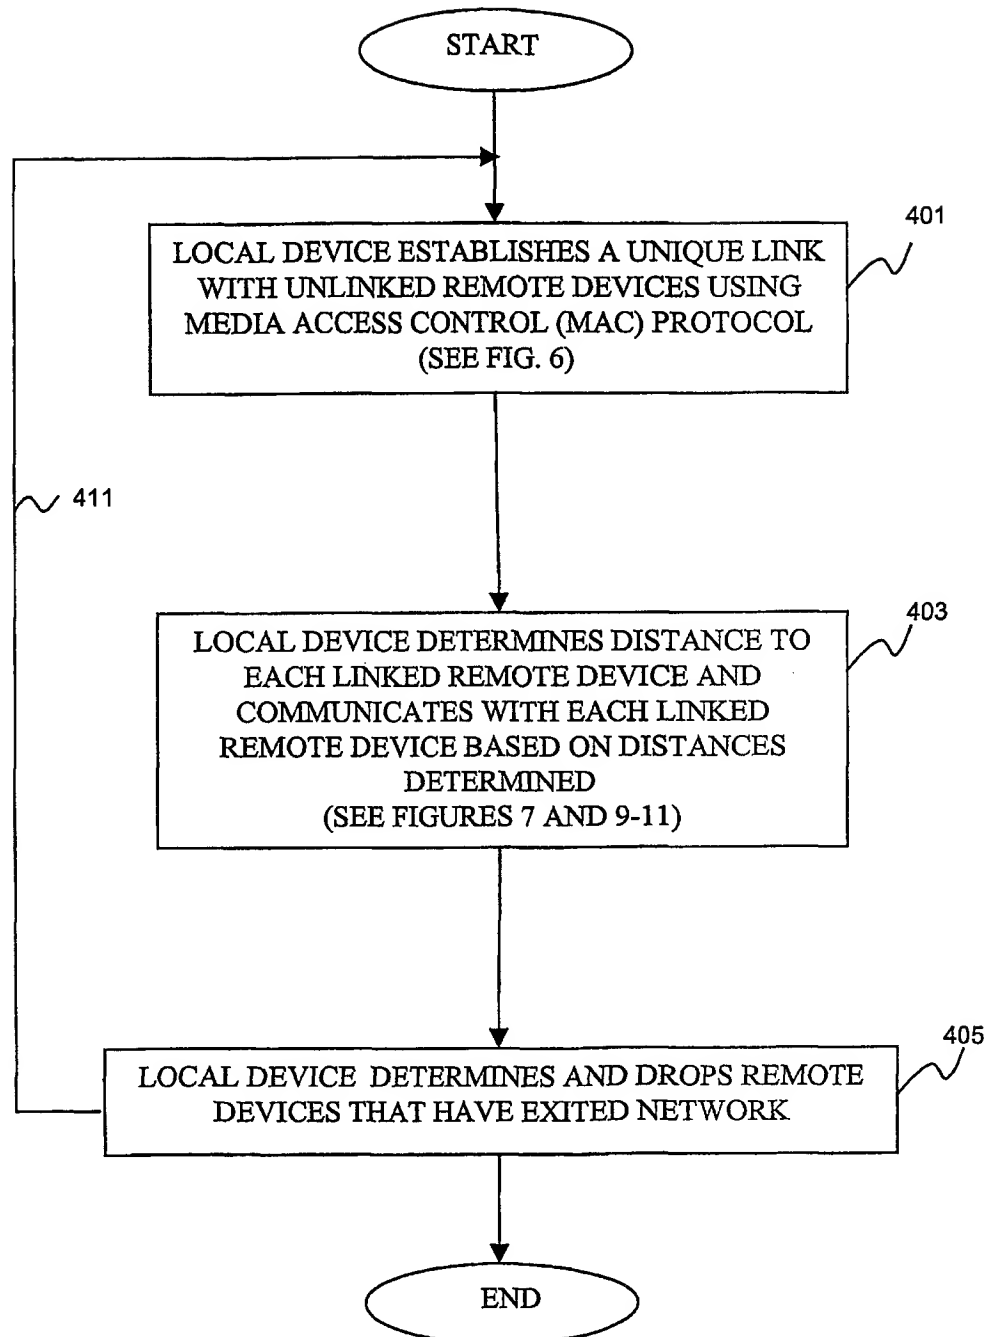 START
401
LOCAL DEVICE ESTABLISHES A UNIQUE LINK
WITH UNLINKED REMOTE DEVICES USING
MEDIA ACCESS CONTROL (MAC) PROTOCOL
(SEE FIG. 6)
411
403
LOCAL DEVICE DETERMINES DISTANCE TO
EACH LINKED REMOTE DEVICE AND
COMMUNICATES WITH EACH LINKED
REMOTE DEVICE BASED ON DISTANCES
DETERMINED
(SEE FIGURES 7 AND 9-11)
405
LOCAL DEVICE DETERMINES AND DROPS REMOTE
DEVICES THAT HAVE EXITED NETWORK
END